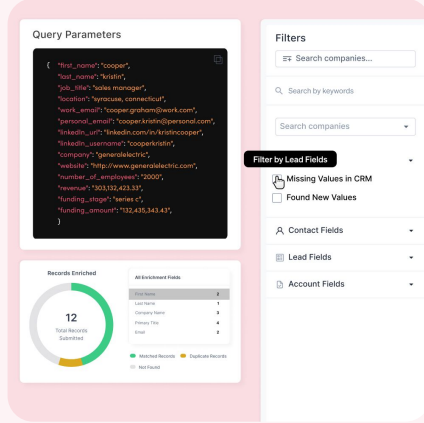 Query Parameters
{ "first_name": "cooper",
"last_name": "kristin",
"job_title": "sales manager",
"location": "syracuse, connecticut",
"work_email": "cooper.graham@work.com",
"personal_email": "cooper.kristin@personal.com",
"linkedIn_url": "linkedin.com/in/kristincooper",
"linkedIn_username": "cooperkristin",
"company": "generalelectric",
"website": "http://www.generalelectric.com",
"number_of_employees": "2000",
"revenue": "303,132,423.33",
"funding_stage": "series c",
"funding_amount": "132,435,343.43",
}
Records Enriched
12
Total Records
Submitted
All Enrichment Fields
First Name 2
Last Name 1
Company Name 3
Primary Title 4
Email 2
Matched Records
Duplicate Records
Not Found
Filters
Search companies...
Search by keywords
Search companies
Filter by Lead Fields
Missing Values in CRM
Found New Values
Contact Fields
Lead Fields
Account Fields